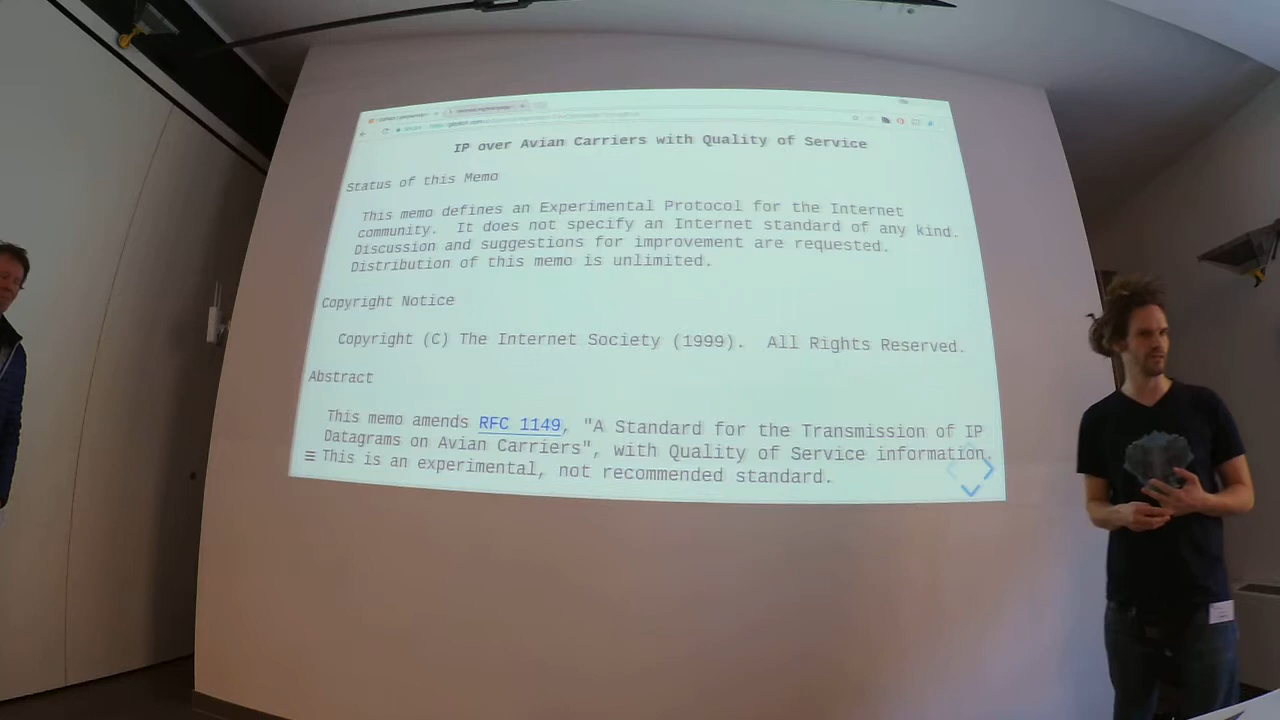 IP over Avian Carriers with Quality of Service
Status of this Memo
This memo defines an Experimental Protocol for the Internet
community. It does not specify an Internet standard of any kind.
Discussion and suggestions for improvement are requested.
Distribution of this memo is unlimited.
Copyright Notice
Copyright (C) The Internet Society (1999). All Rights Reserved.
Abstract
This memo amends RFC 1149, "A Standard for the Transmission of IP
Datagrams on Avian Carriers", with Quality of Service information.
This is an experimental, not recommended standard.